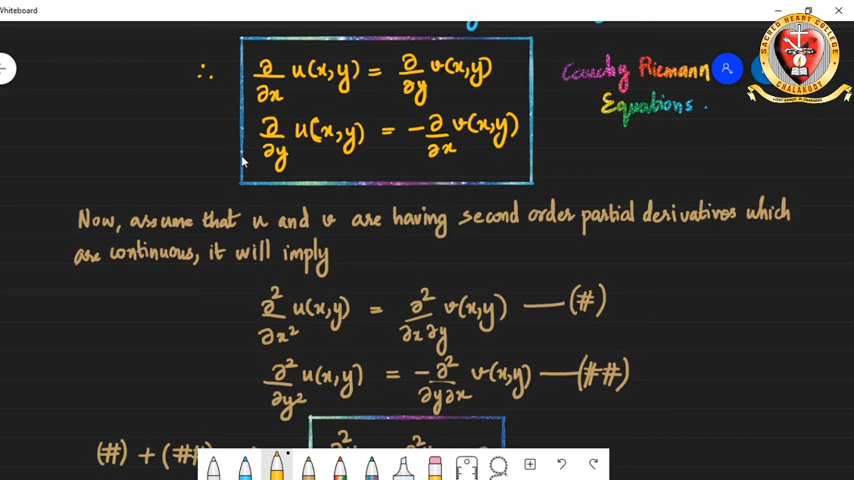 Whiteboard
∴ ∂/∂x u(x,y) = ∂/∂y v(x,y)
∂/∂y u(x,y) = -∂/∂x v(x,y)
Cauchy Riemann
Equations.
SACRED HEART COLLEGE
CHALAKUDY
Now, assume that u and v are having second order partial derivatives which
are continuous, it will imply
∂²/∂x² u(x,y) = ∂²/∂x∂y v(x,y) — (#)
∂²/∂y² u(x,y) = -∂²/∂y∂x v(x,y) — (##)
(#) + (##)